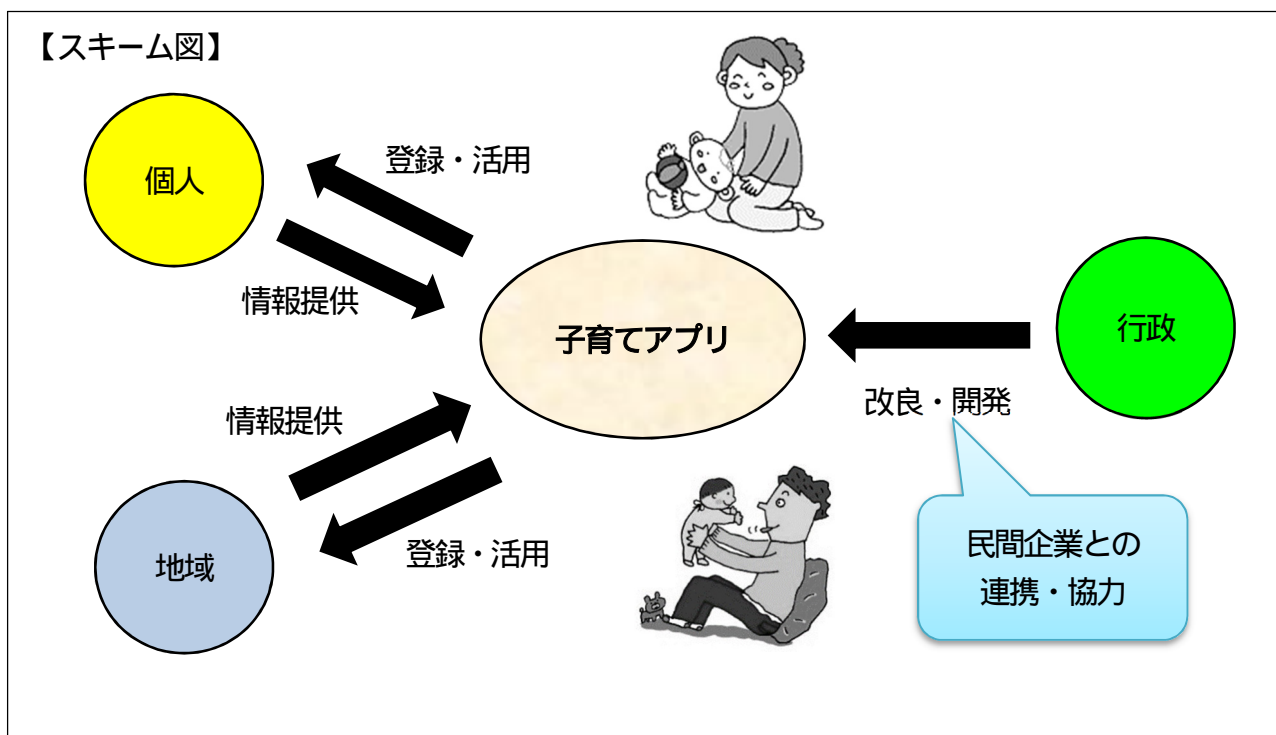 【スキーム図】
個人
登録・活用
情報提供
子育てアプリ
行政
改良・開発
情報提供
地域
登録・活用
民間企業との
連携・協力